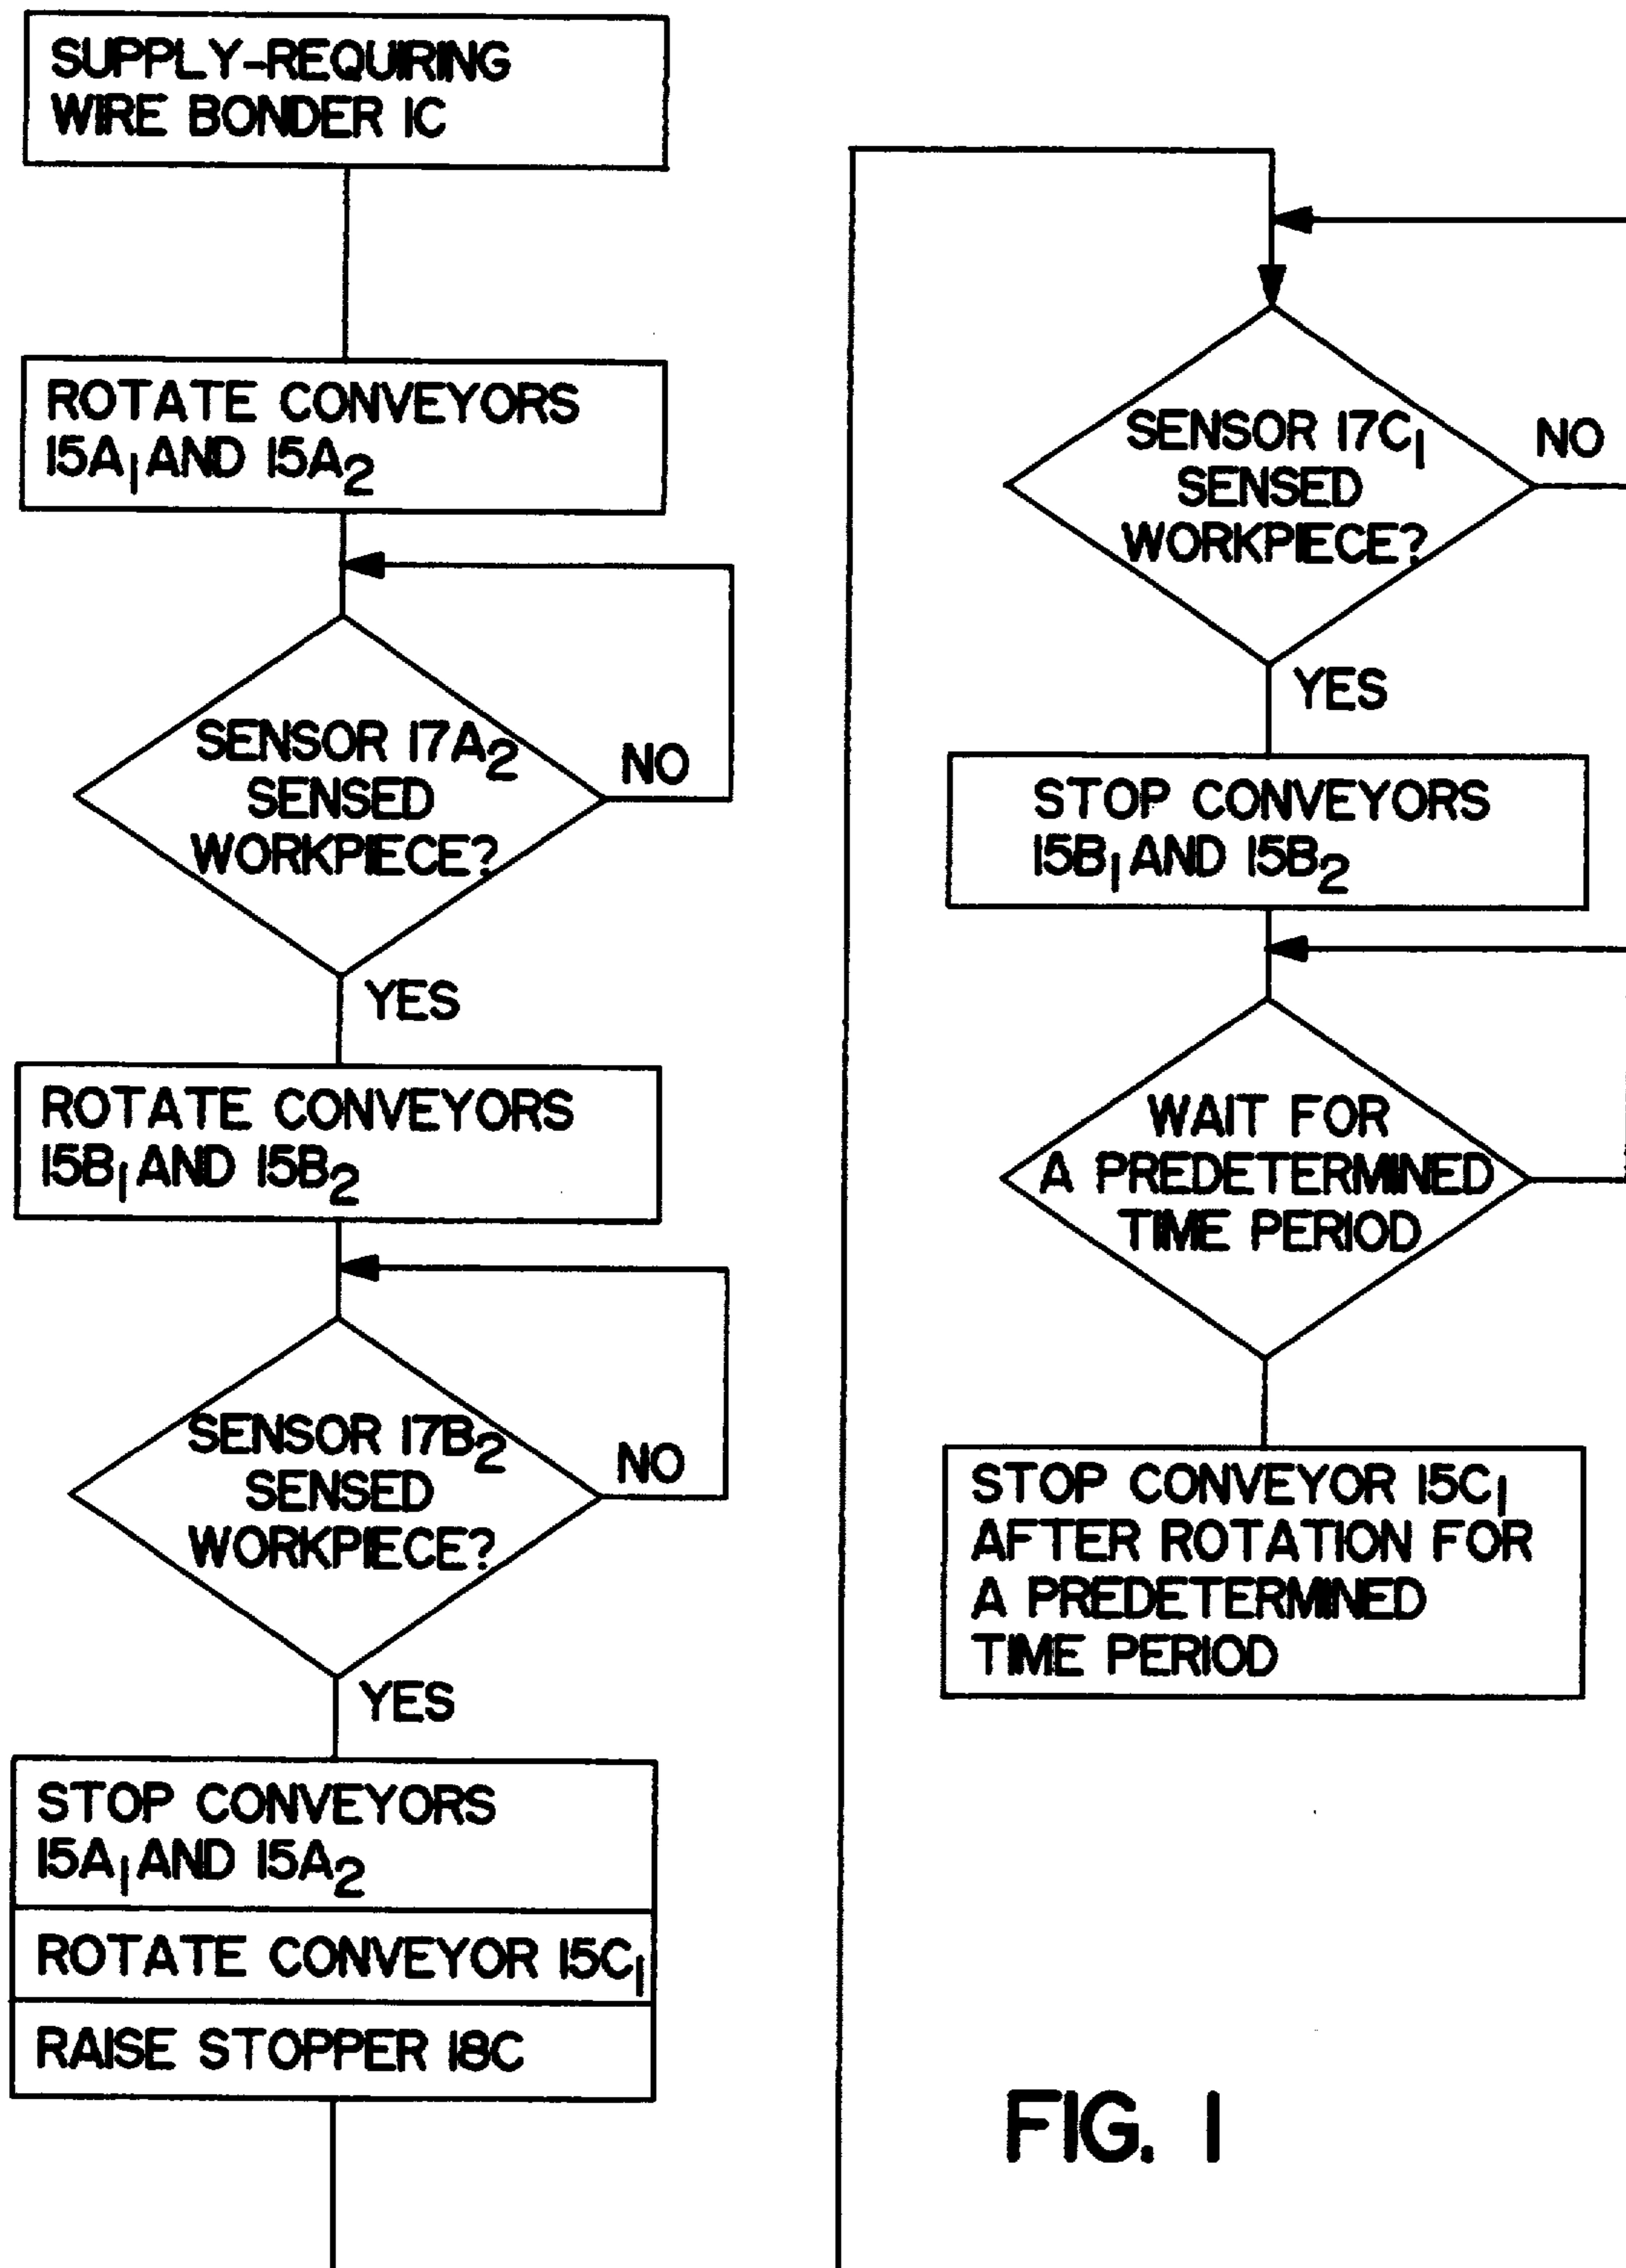 SUPPLY-REQUIRING
WIRE BONDER 1C
ROTATE CONVEYORS
15A₁ AND 15A₂
SENSOR 17A₂
SENSED
WORKPIECE?
NO
YES
ROTATE CONVEYORS
15B₁ AND 15B₂
SENSOR 17B₂
SENSED
WORKPIECE?
NO
YES
STOP CONVEYORS
15A₁ AND 15A₂
ROTATE CONVEYOR 15C₁
RAISE STOPPER 18C
SENSOR 17C₁
SENSED
WORKPIECE?
NO
YES
STOP CONVEYORS
15B₁ AND 15B₂
WAIT FOR
A PREDETERMINED
TIME PERIOD
STOP CONVEYOR 15C₁
AFTER ROTATION FOR
A PREDETERMINED
TIME PERIOD
FIG. 1